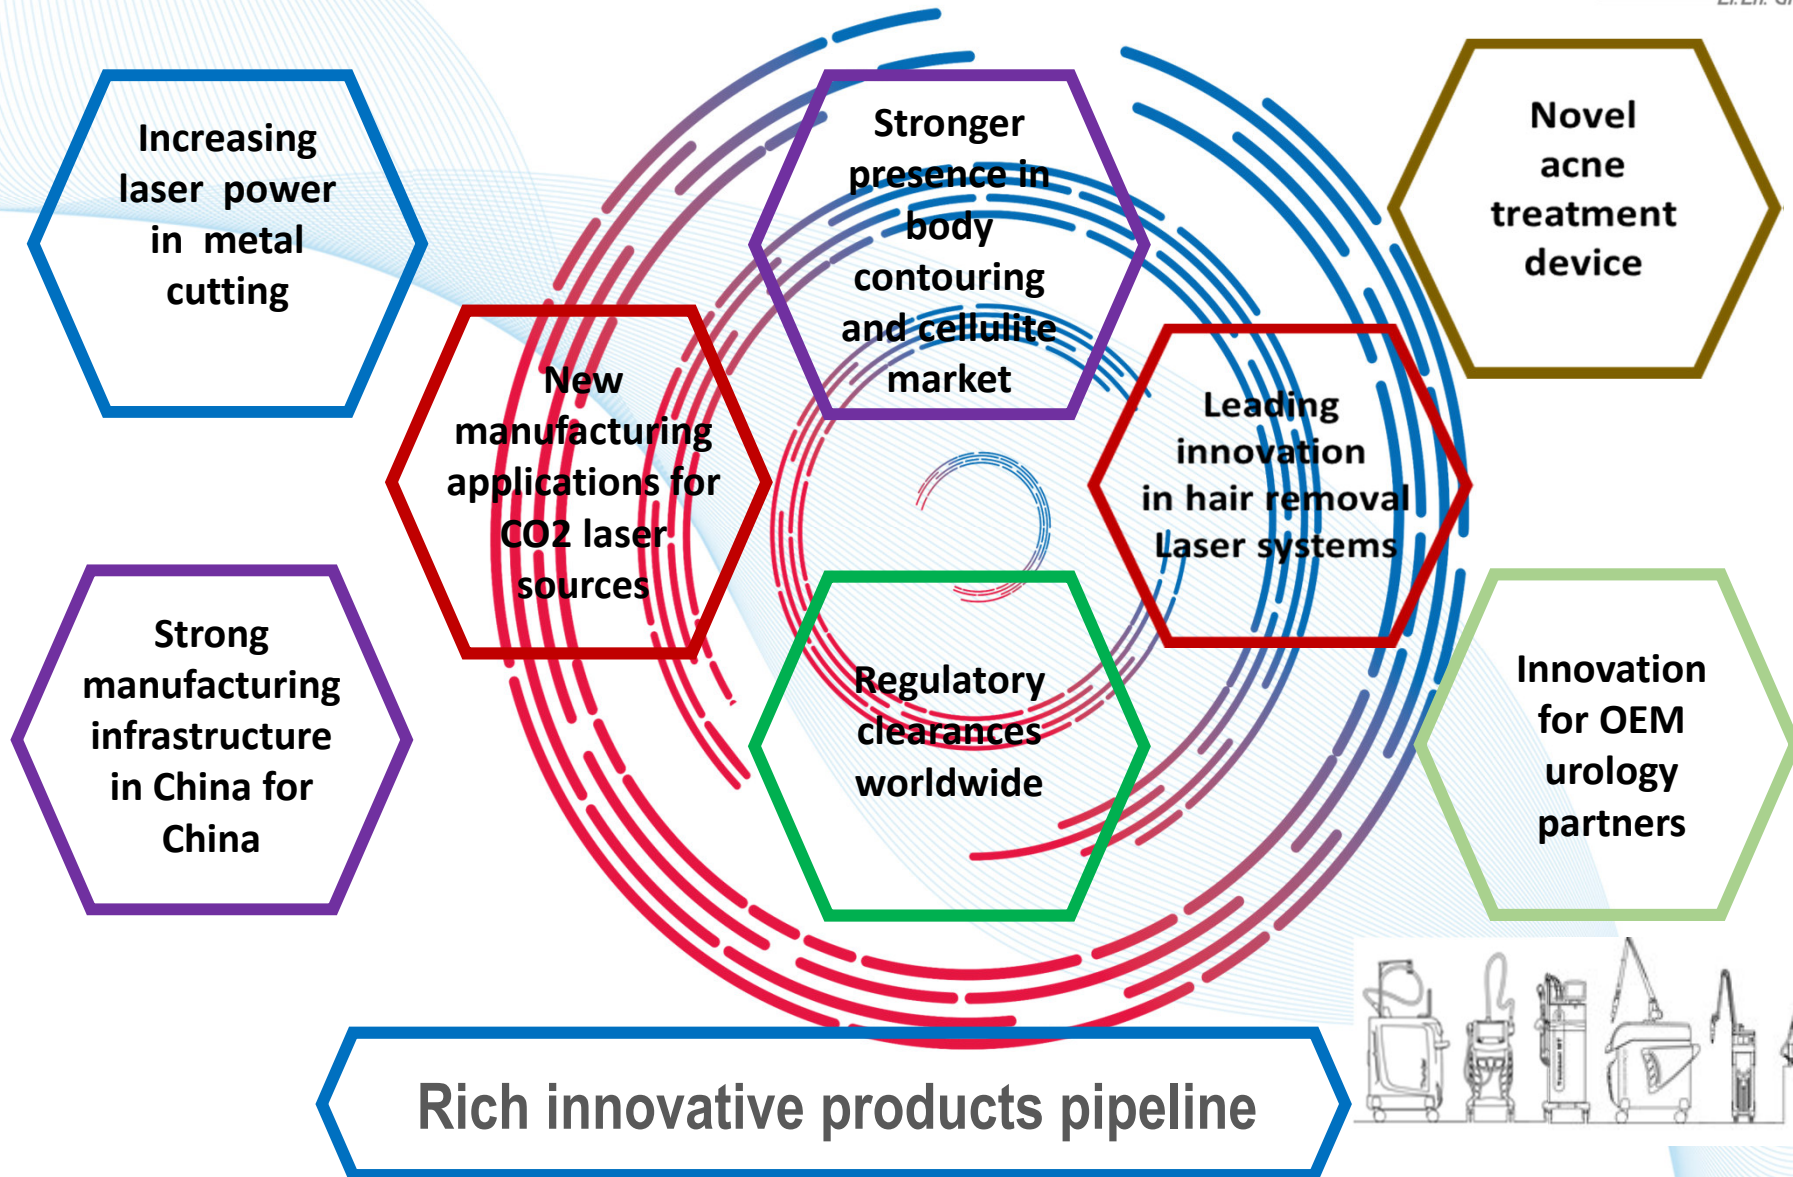 Increasing
laser power
in metal
cutting
Stronger
presence in
body
contouring
and cellulite
market
Novel
acne
treatment
device
New
manufacturing
applications for
CO2 laser
sources
Leading
innovation
in hair removal
Laser systems
Strong
manufacturing
infrastructure
in China for
China
Regulatory
clearances
worldwide
Innovation
for OEM
urology
partners
Rich innovative products pipeline